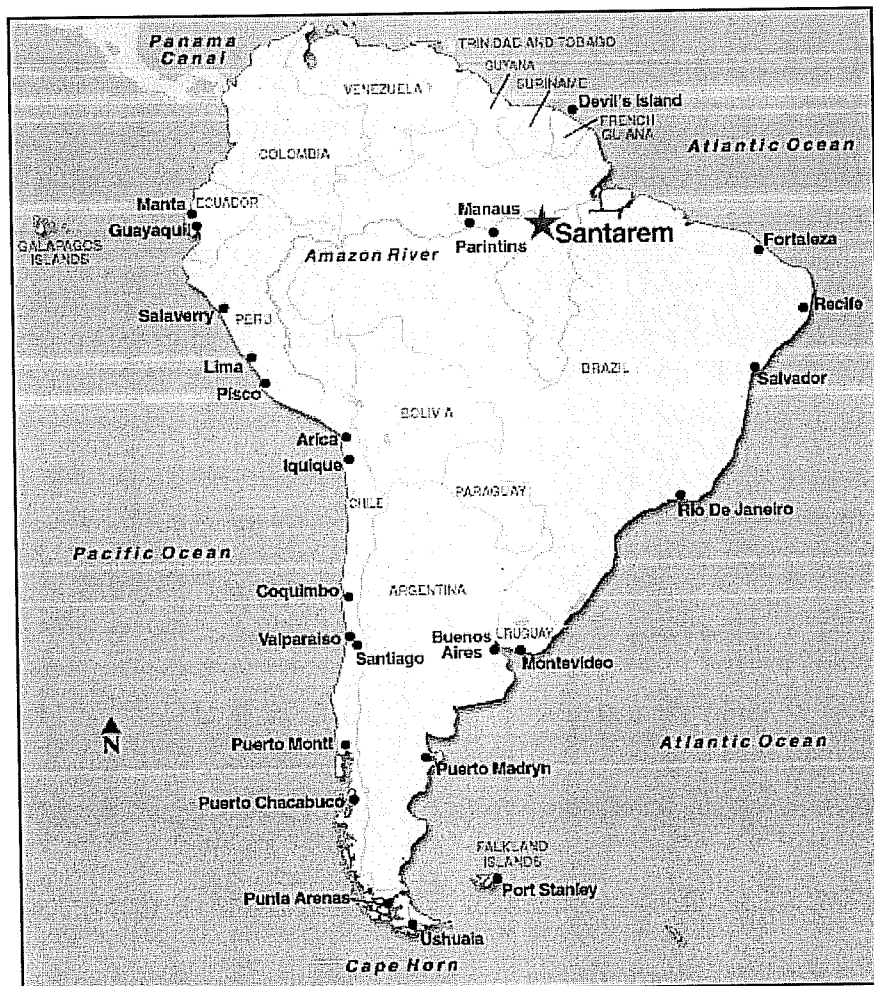 Panama
Canal
TRINIDAD AND TOBAGO
GUYANA
VENEZUELA
SURINAME
Devil's Island
FRENCH
GUIANA
Atlantic Ocean
COLOMBIA
Manta
ECUADOR
Manaus
Guayaquil
Santarem
GALAPAGOS
ISLANDS
Parintins
Fortaleza
Amazon River
Salaverry
PERU
Recife
Lima
BRAZIL
Pisco
Salvador
BOLIVIA
Arica
Iquique
PARAGUAY
CHILE
Rio De Janeiro
Pacific Ocean
Coquimbo
ARGENTINA
Valparaiso
Buenos
Aires
URUGUAY
Santiago
Montevideo
N
Puerto Montt
Atlantic Ocean
Puerto Madryn
Puerto Chacabuco
FALKLAND
ISLANDS
Port Stanley
Punta Arenas
Ushuaia
Cape Horn